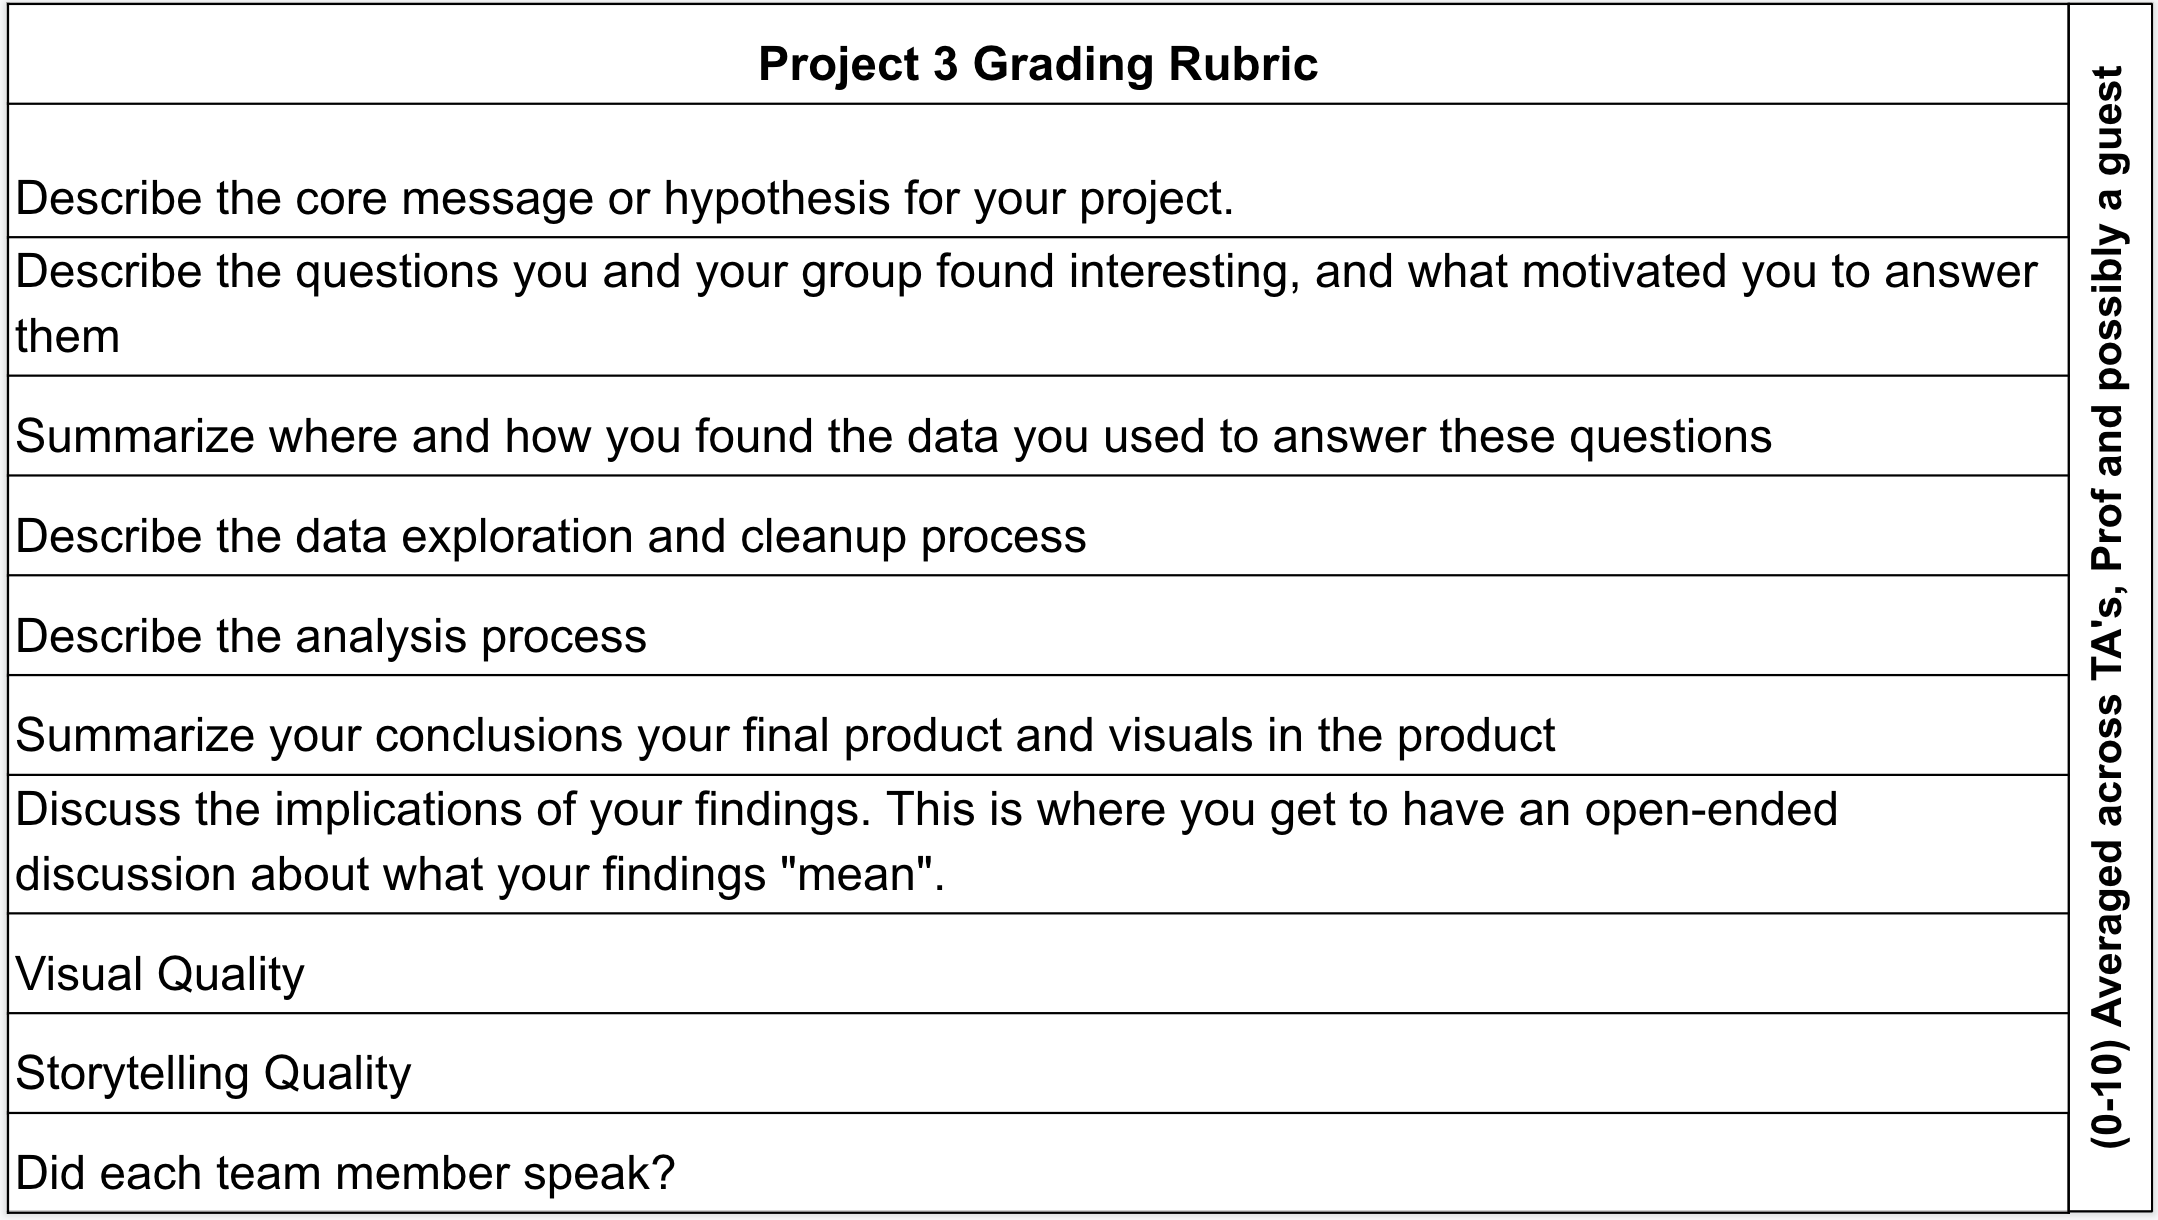 Project 3 Grading Rubric
Describe the core message or hypothesis for your project.
Describe the questions you and your group found interesting, and what motivated you to answer
them
Summarize where and how you found the data you used to answer these questions
Describe the data exploration and cleanup process
Describe the analysis process
Summarize your conclusions your final product and visuals in the product
Discuss the implications of your findings. This is where you get to have an open-ended
discussion about what your findings "mean".
Visual Quality
Storytelling Quality
Did each team member speak?
(0-10) Averaged across TA's, Prof and possibly a guest